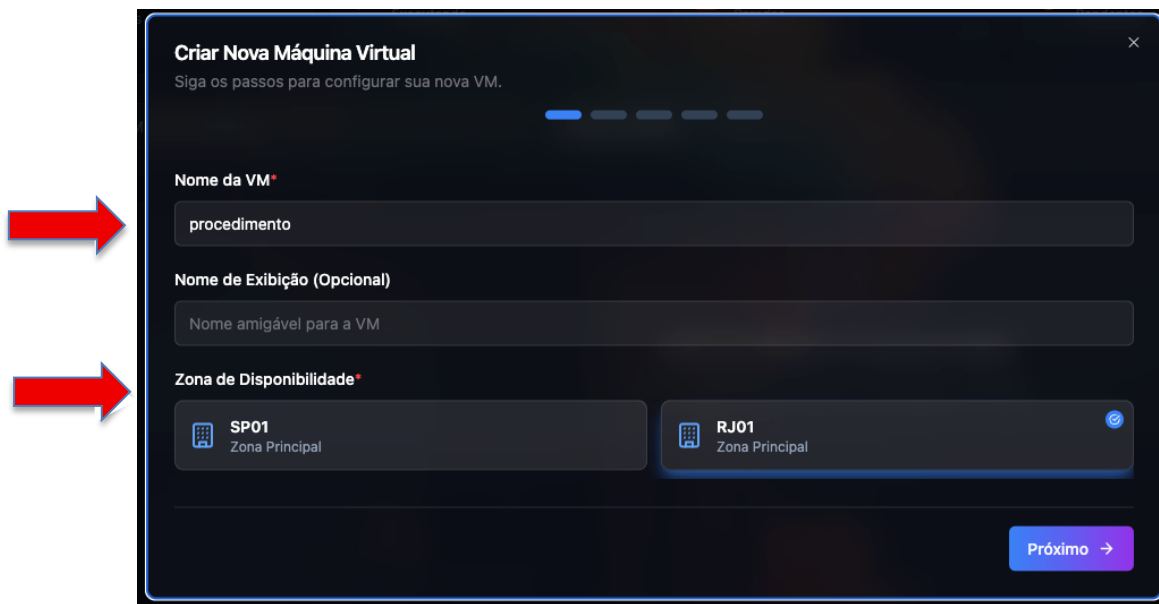 Criar Nova Máquina Virtual
Siga os passos para configurar sua nova VM.
Nome da VM*
procedimento
Nome de Exibição (Opcional)
Nome amigável para a VM
Zona de Disponibilidade*
SP01
Zona Principal
RJ01
Zona Principal
Próximo →